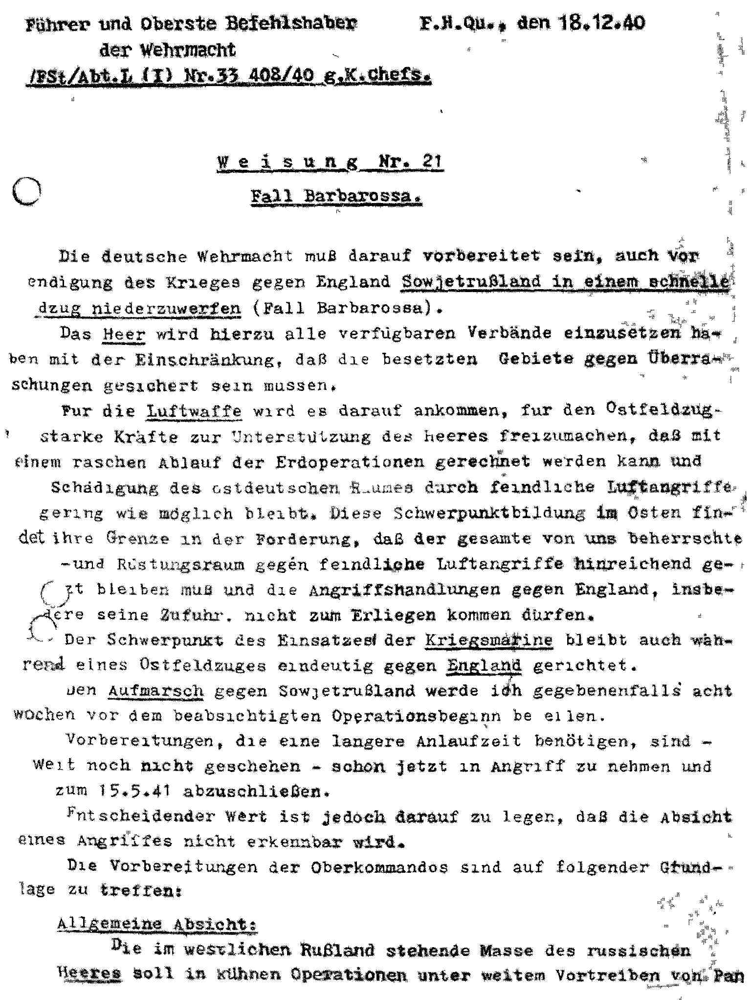 Führer und Oberste Befehlshaber F.H.Qu., den 18.12.40
der Wehrmacht
/FSt/Abt.L (I) Nr.33 408/40 g.K.Chefs.
Weisung Nr. 21
Fall Barbarossa.
Die deutsche Wehrmacht muß darauf vorbereitet sein, auch vor
endigung des Krieges gegen England Sowjetrußland in einem schnelle
dzug niederzuwerfen (Fall Barbarossa).
Das Heer wird hierzu alle verfügbaren Verbände einzusetzen ha-
ben mit der Einschränkung, daß die besetzten Gebiete gegen Überra-
schungen gesichert sein mussen.
Fur die Luftwaffe wird es darauf ankommen, fur den Ostfeldzug-
starke Kräfte zur Unterstützung des Heeres freizumachen, daß mit
einem raschen Ablauf der Erdoperationen gerechnet werden kann und
Schädigung des ostdeutschen Raumes durch feindliche Luftangriffe
gering wie möglich bleibt. Diese Schwerpunktbildung im Osten fin-
det ihre Grenze in der Forderung, daß der gesamte von uns beherrschte
-und Rüstungsraum gegen feindliche Luftangriffe hinreichend ge-
zt bleiben muß und die Angriffshandlungen gegen England, insbe-
dere seine Zufuhr, nicht zum Erliegen kommen dürfen.
Der Schwerpunkt des Einsatzes der Kriegsmarine bleibt auch wäh-
rend eines Ostfeldzuges eindeutig gegen England gerichtet.
Den Aufmarsch gegen Sowjetrußland werde ich gegebenenfalls acht
wochen vor dem beabsichtigten Operationsbeginn be eilen.
Vorbereitungen, die eine langere Anlaufzeit benötigen, sind -
weit noch nicht geschehen - schon jetzt in Angriff zu nehmen und
zum 15.5.41 abzuschließen.
Entscheidender Wert ist jedoch darauf zu legen, daß die Absicht
eines Angriffes nicht erkennbar wird.
Die Vorbereitungen der Oberkommandos sind auf folgender Grund-
lage zu treffen:
Allgemeine Absicht:
Die im westlichen Rußland stehende Masse des russischen
Heeres soll in kühnen Operationen unter weitem Vortreiben von Pan